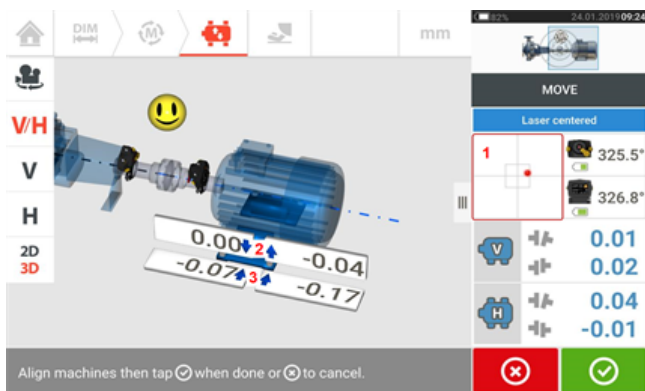 DIM
M
mm
82%
24.01.2019 09:24
MOVE
Laser centered
1
325.5°
326.8°
V/H
V
H
2D
3D
0.00
2
-0.04
-0.07
3
-0.17
V
0.01
0.02
H
0.04
-0.01
Align machines then tap when done or to cancel.